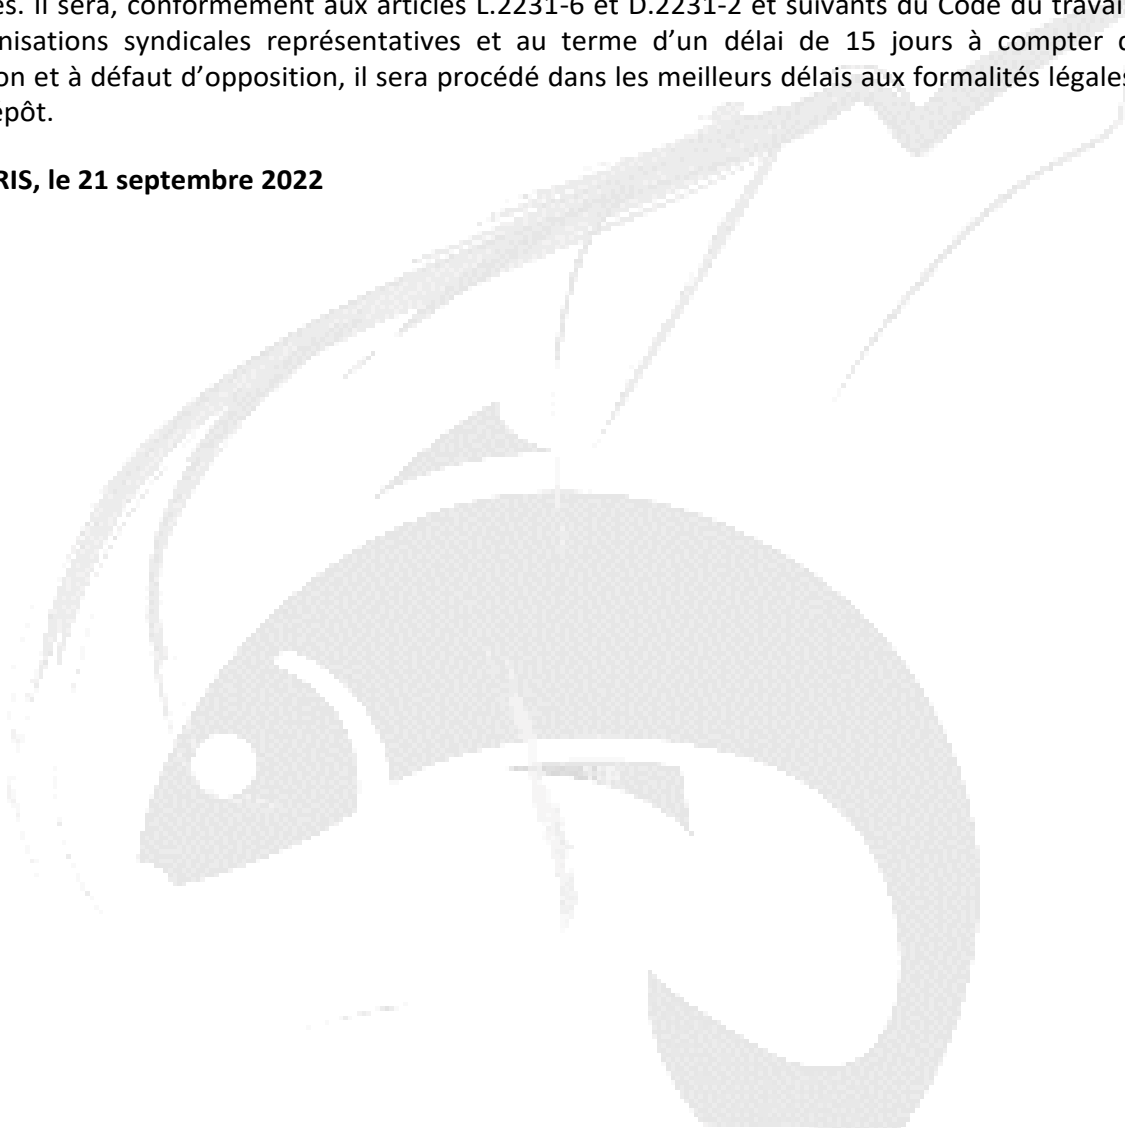 es. Il sera, conformément aux articles L.2231-6 et D.2231-2 et suivants du Code du travail
nisations syndicales représentatives et au terme d’un délai de 15 jours à compter d
on et à défaut d’opposition, il sera procédé dans les meilleurs délais aux formalités légales
epôt.
RIS, le 21 septembre 2022